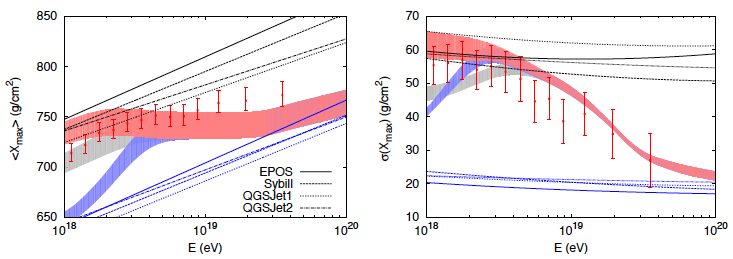 850
800
750
700
650
<X_max> (g/cm²)
EPOS
Sybill
QGSJet1
QGSJet2
10^18
10^19
10^20
E (eV)
70
60
50
40
30
20
10
σ(X_max) (g/cm²)
10^18
10^19
10^20
E (eV)